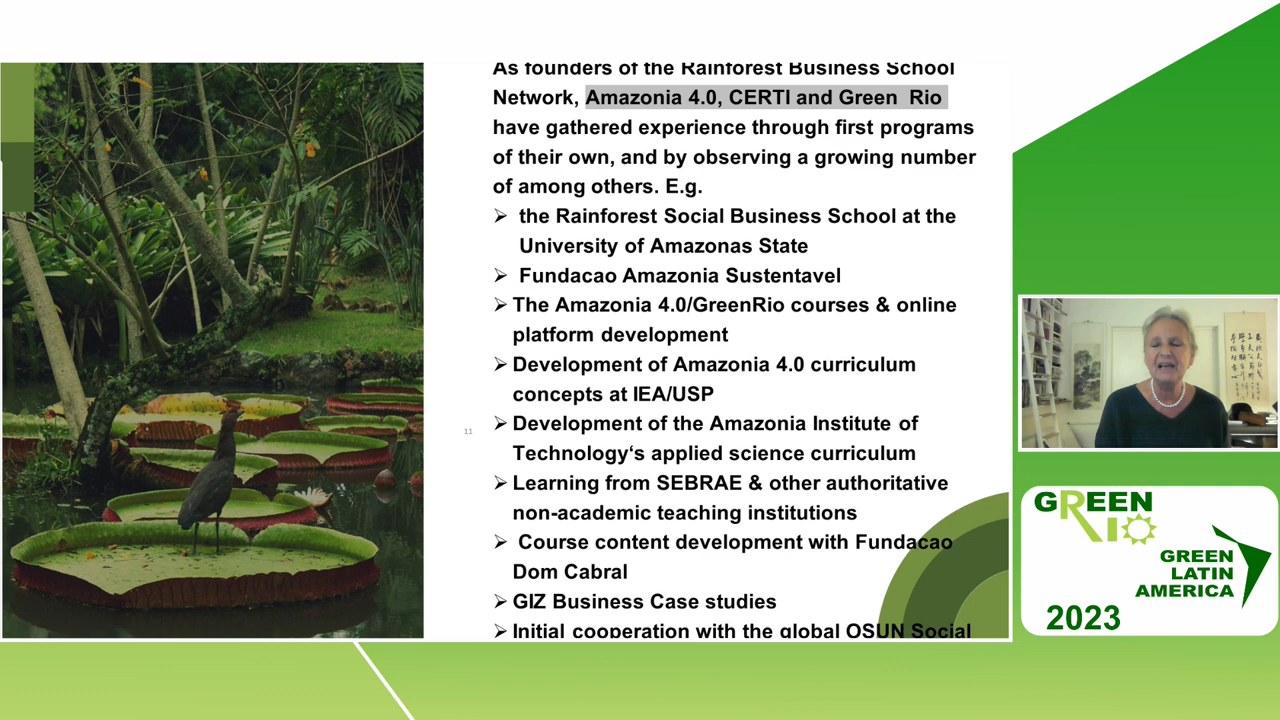 As founders of the Rainforest Business School
Network, Amazonia 4.0, CERTI and Green Rio
have gathered experience through first programs
of their own, and by observing a growing number
of among others. E.g.
➢ the Rainforest Social Business School at the
University of Amazonas State
➢ Fundacao Amazonia Sustentavel
➢ The Amazonia 4.0/GreenRio courses & online
platform development
➢ Development of Amazonia 4.0 curriculum
concepts at IEA/USP
➢ Development of the Amazonia Institute of
Technology‘s applied science curriculum
➢ Learning from SEBRAE & other authoritative
non-academic teaching institutions
➢ Course content development with Fundacao
Dom Cabral
➢ GIZ Business Case studies
➢ Initial cooperation with the global OSUN Social
11
GREEN
RIO
GREEN
LATIN
AMERICA
2023